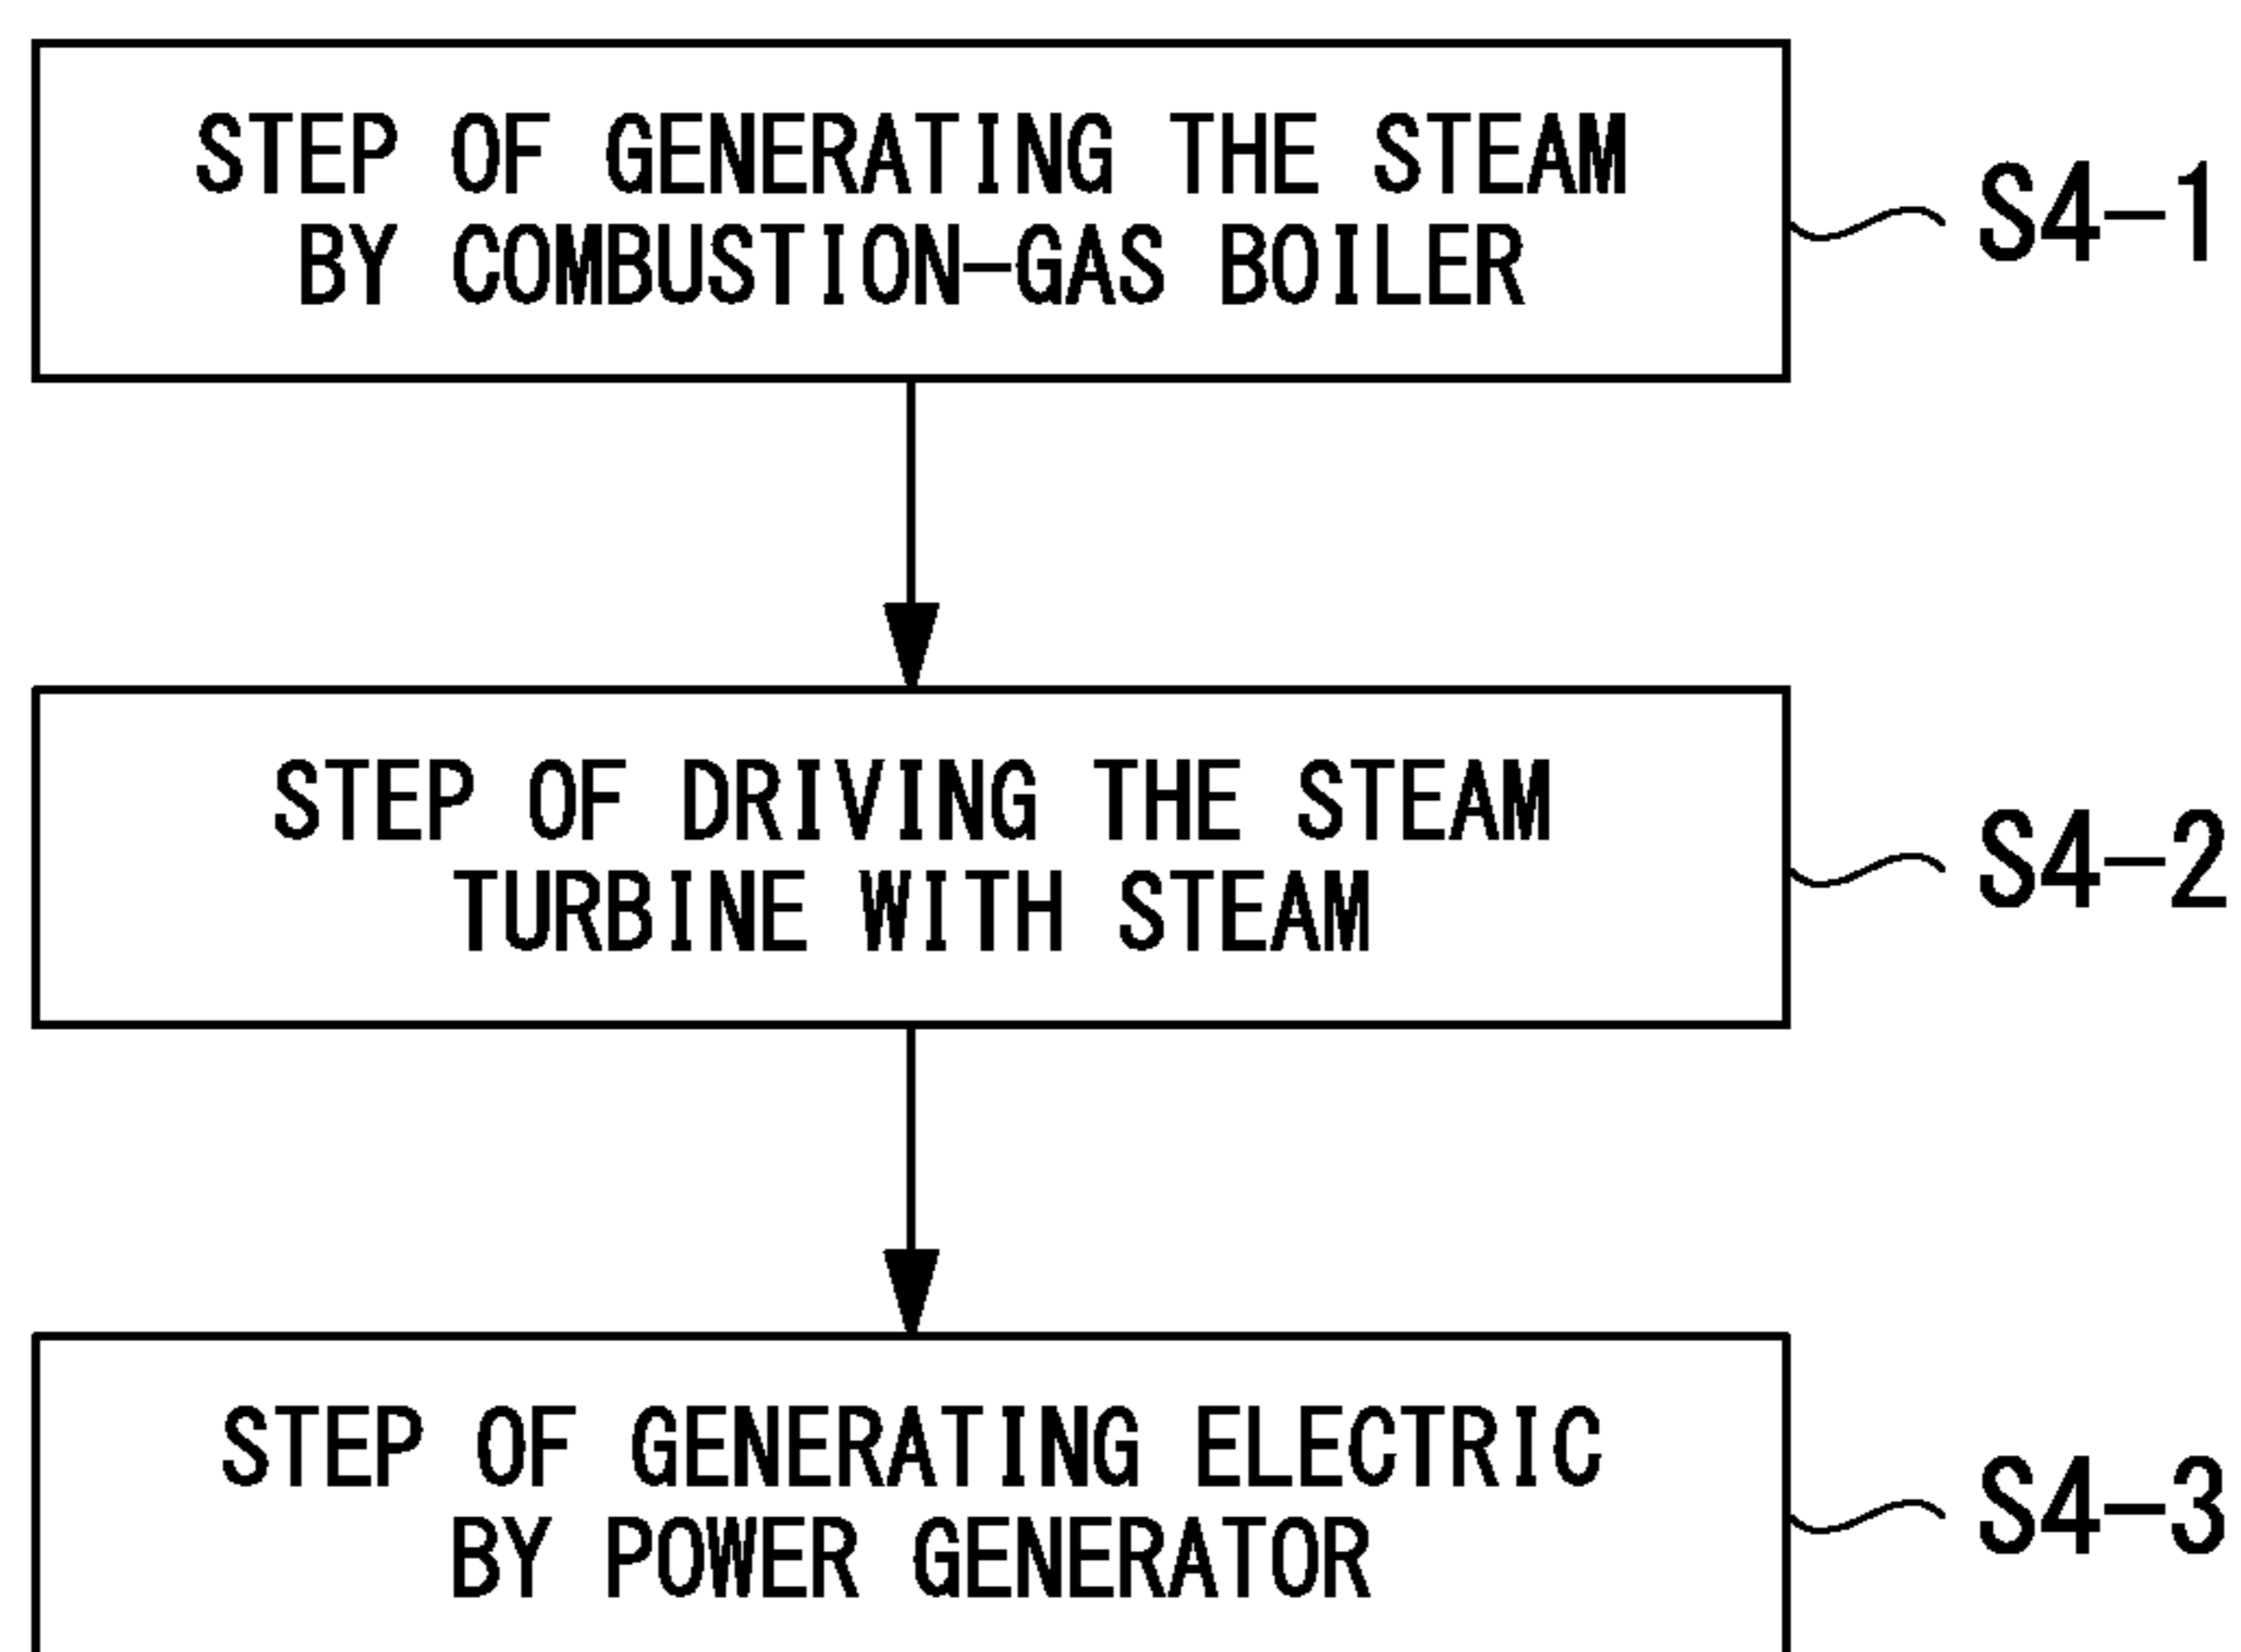 STEP OF GENERATING THE STEAM
BY COMBUSTION-GAS BOILER
S4-1
STEP OF DRIVING THE STEAM
TURBINE WITH STEAM
S4-2
STEP OF GENERATING ELECTRIC
BY POWER GENERATOR
S4-3